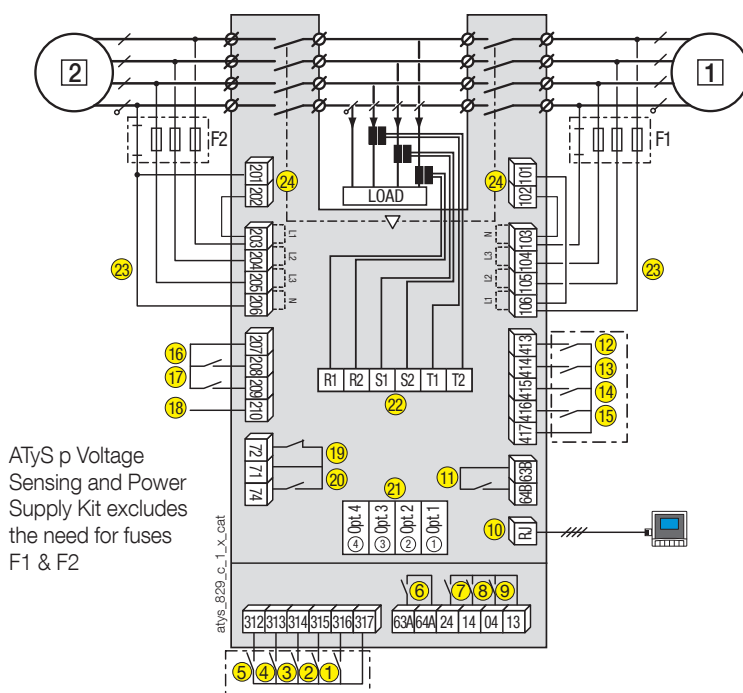 2
1
F2
F1
201
202
24
24
101
102
LOAD
203
204
205
206
L1
L2
L3
N
N
L3
L2
L1
103
104
105
106
23
23
16
17
18
207
208
209
210
R1 R2 S1 S2 T1 T2
22
413
414
415
416
417
12
13
14
15
ATyS p Voltage
Sensing and Power
Supply Kit excludes
the need for fuses
F1 & F2
72
71
74
19
20
21
Opt.4 Opt.3 Opt.2 Opt.1
4 3 2 1
11
63B
64B
10
RJ
atys_829_c_1_x_cat
6 7 8 9
312 313 314 315 316 317
63A 64A 24 14 04 13
5 4 3 2 1